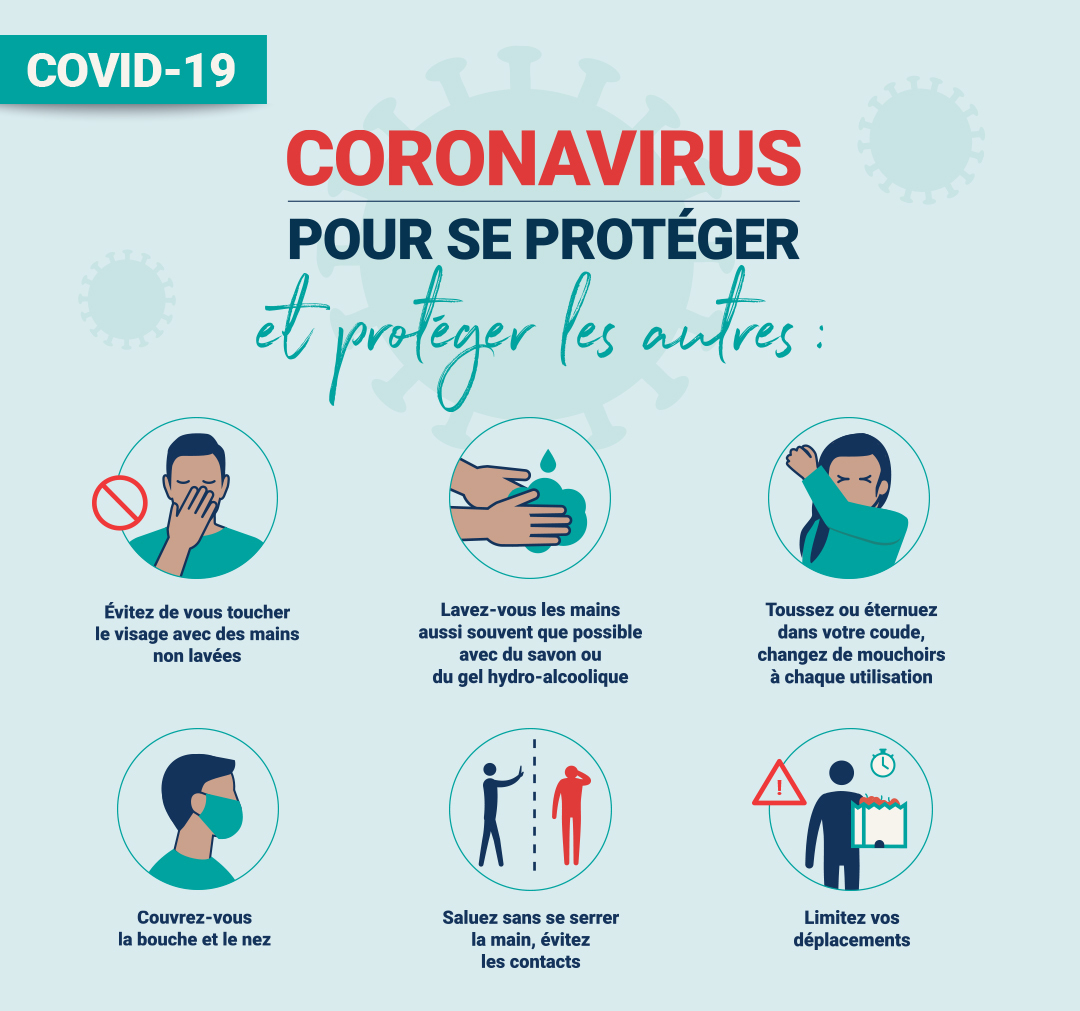 COVID-19
CORONAVIRUS
POUR SE PROTÉGER
et protéger les autres :
Évitez de vous toucher
le visage avec des mains
non lavées
Lavez-vous les mains
aussi souvent que possible
avec du savon ou
du gel hydro-alcoolique
Toussez ou éternuez
dans votre coude,
changez de mouchoirs
à chaque utilisation
Couvrez-vous
la bouche et le nez
Saluez sans se serrer
la main, évitez
les contacts
!
Limitez vos
déplacements